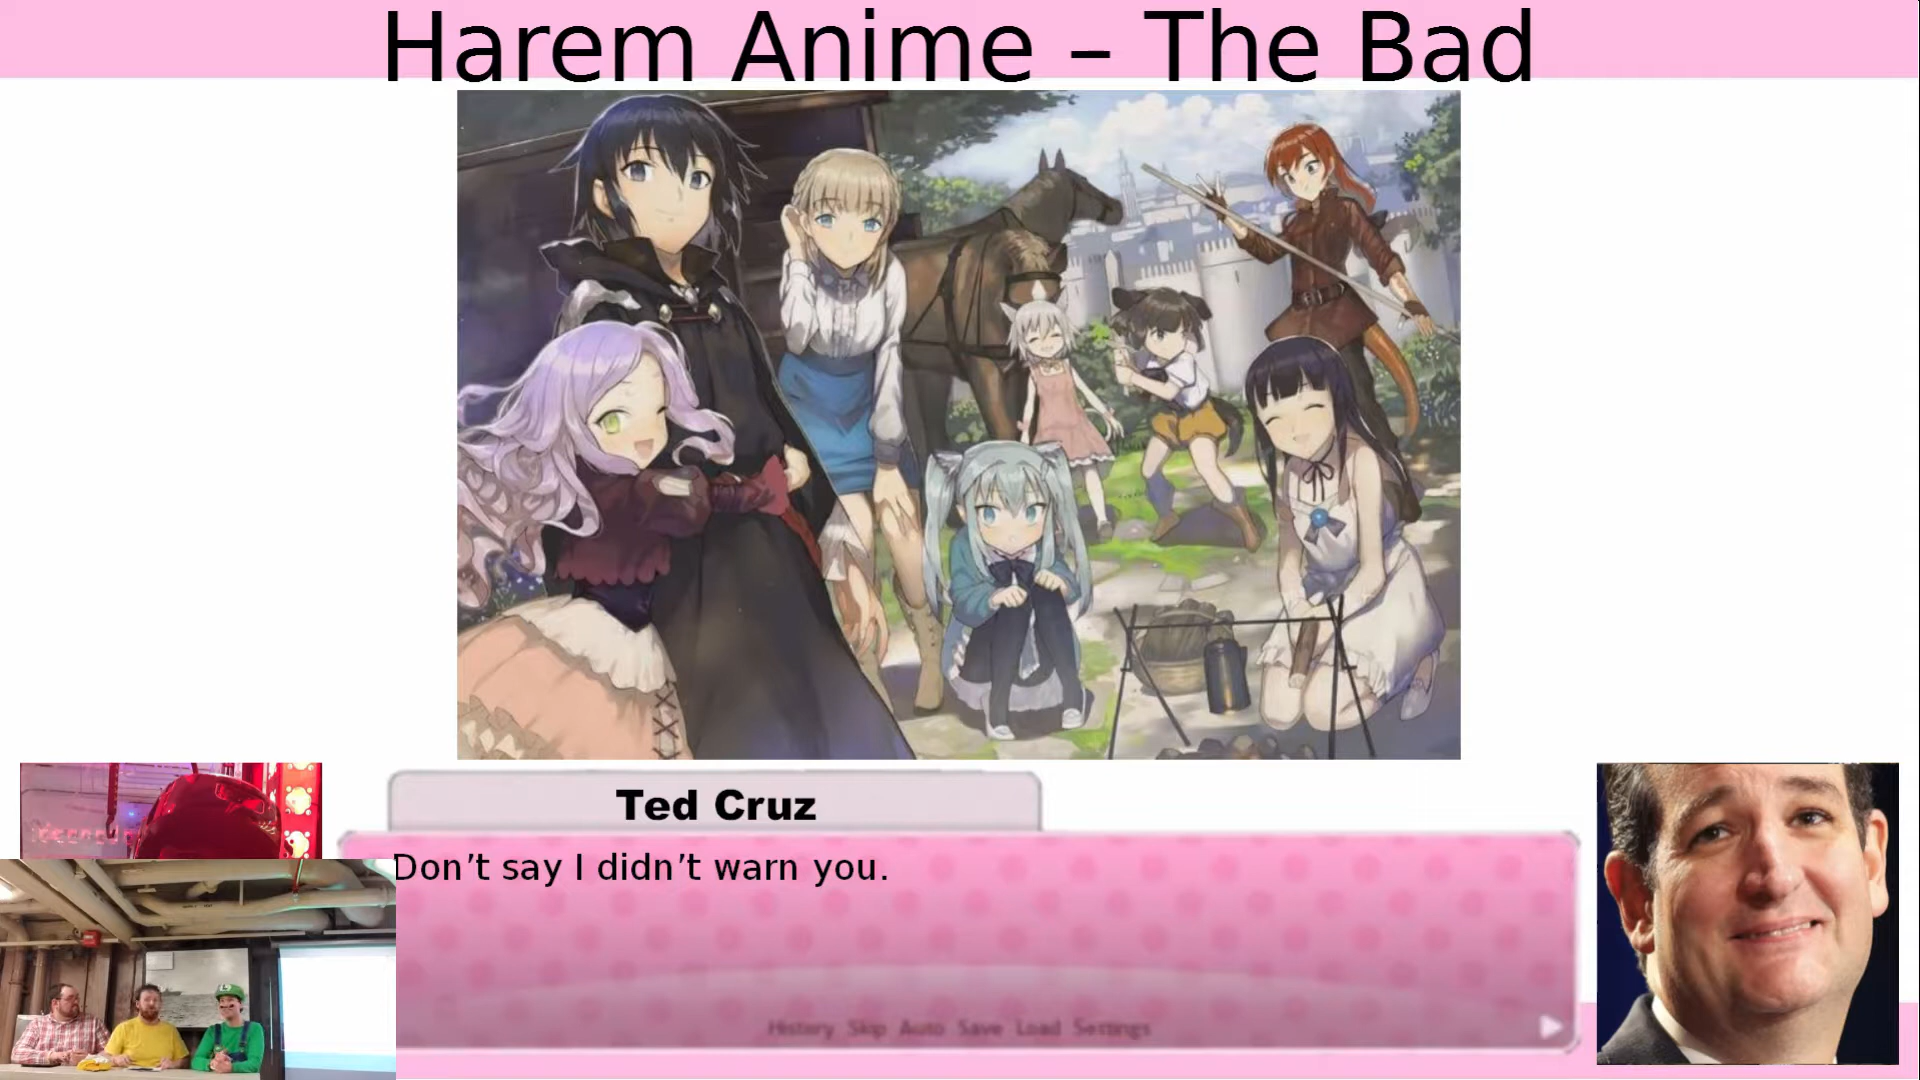 Harem Anime – The Bad
Ted Cruz
Don’t say I didn’t warn you.
History Skip Auto Save Load Settings
L